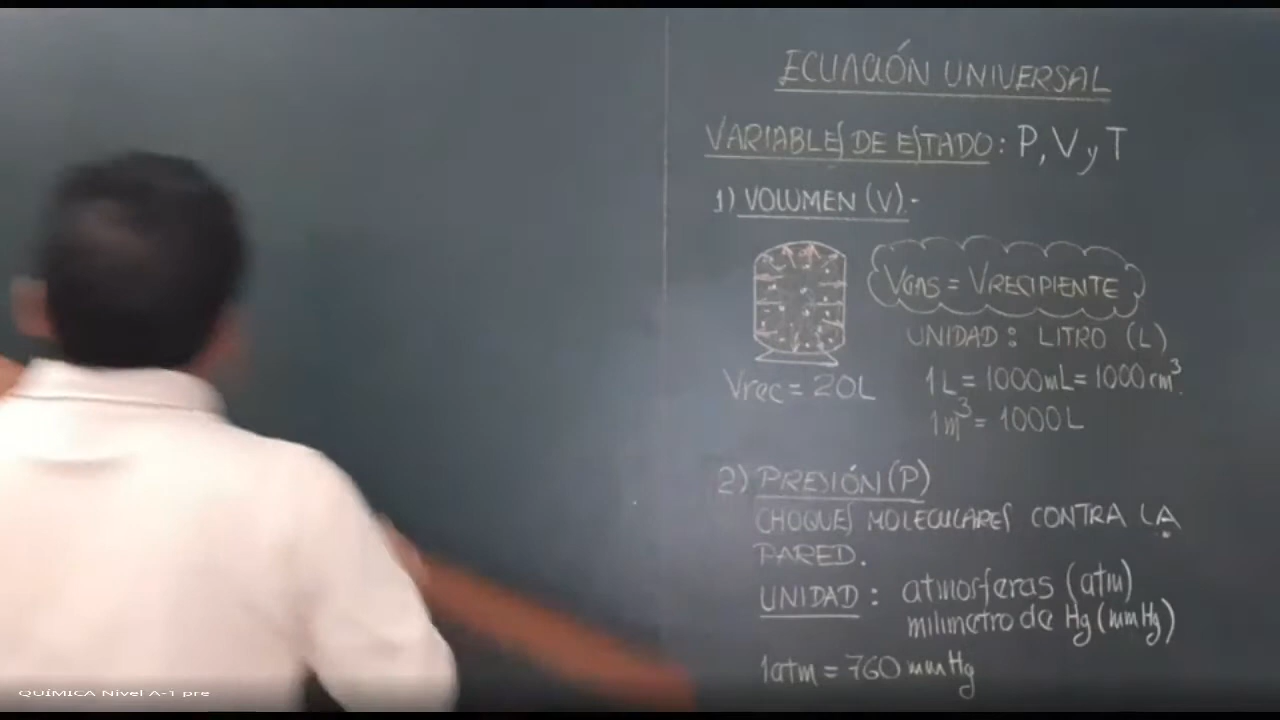 ECUACIÓN UNIVERSAL
VARIABLES DE ESTADO: P, V y T
1) VOLUMEN (V).-
VGAS = VRECIPIENTE
UNIDAD: LITRO (L)
Vrec = 20L
1L = 1000mL = 1000cm³.
1m³ = 1000L
2) PRESIÓN (P)
CHOQUES MOLECULARES CONTRA LA
PARED.
UNIDAD: atmosferas (atm)
milimetro de Hg (mmHg)
1atm = 760 mmHg
QUÍMICA Nivel A-1 pre